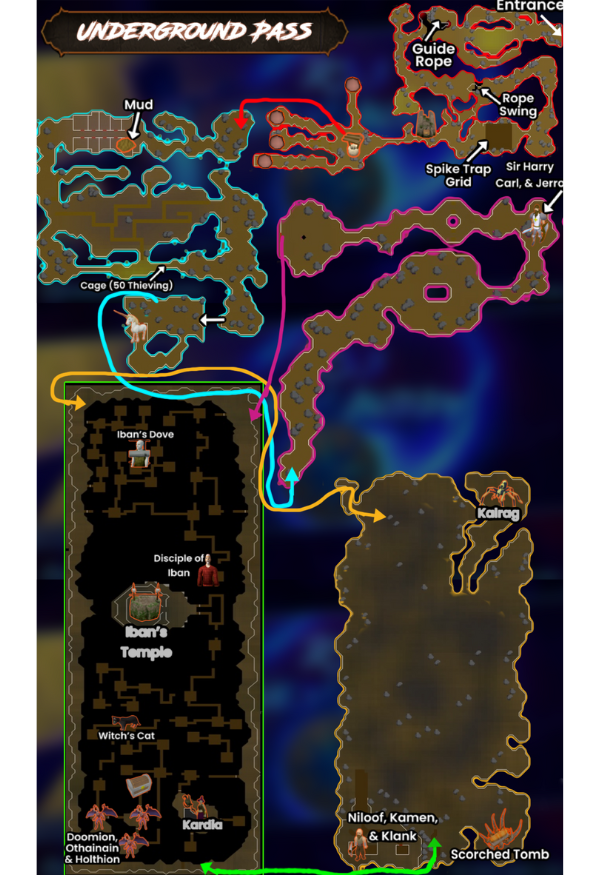 Entrance
UNDERGROUND PASS
Guide
Rope
Rope
Swing
Mud
Spike Trap
Grid
Sir Harry
Carl, & Jerro
Cage (50 Thieving)
Iban's Dove
Kalrag
Disciple of
Iban
Iban's
Temple
Witch's Cat
Kardia
Doomion,
Othainain
& Holthion
Niloof, Kamen,
& Klank
Scorched Tomb